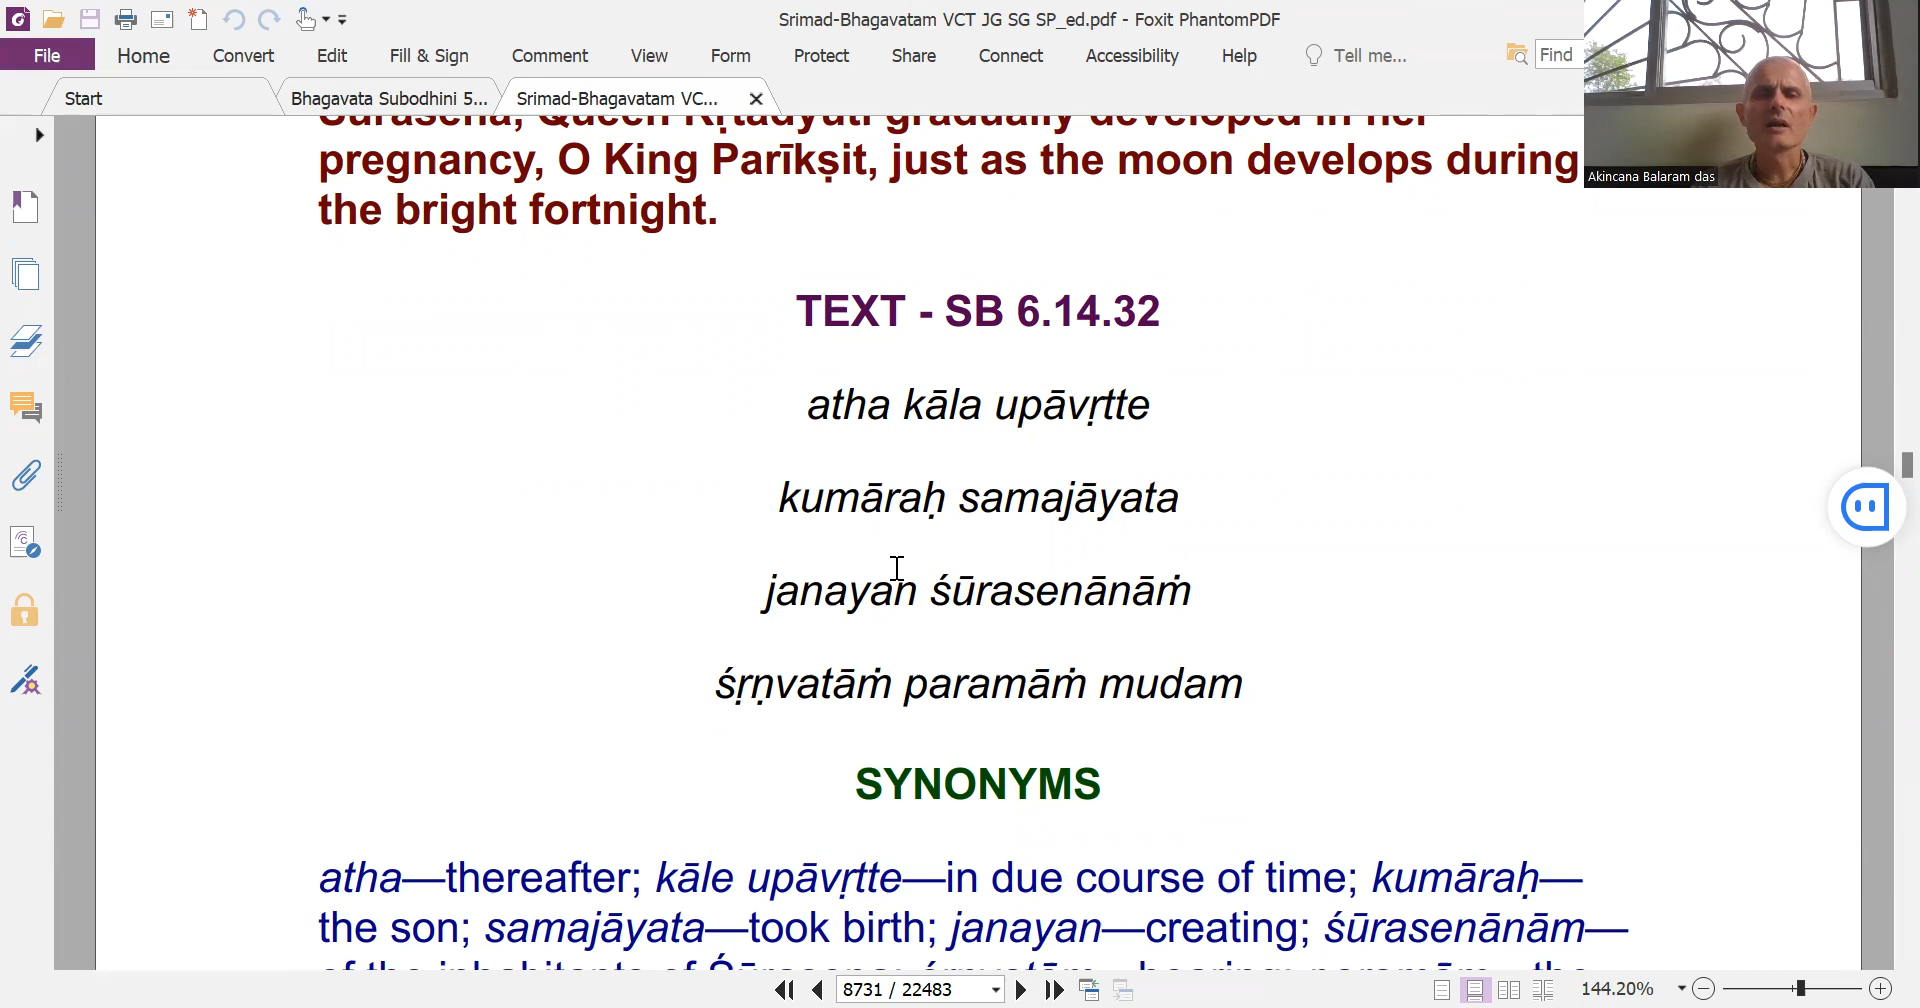 Srimad-Bhagavatam VCT JG SG SP_ed.pdf - Foxit PhantomPDF
File Home Convert Edit Fill & Sign Comment View Form Protect Share Connect Accessibility Help Tell me... Find
Start Bhagavata Subodhini 5... Srimad-Bhagavatam VC...
Akincana Balaram das
Śūrasena, Queen Kṛtadyuti gradually developed in her
pregnancy, O King Parīkṣit, just as the moon develops during
the bright fortnight.
TEXT - SB 6.14.32
atha kāla upāvṛtte
kumāraḥ samajāyata
janayan śūrasenānāṁ
śṛṇvatāṁ paramāṁ mudam
SYNONYMS
atha—thereafter; kāle upāvṛtte—in due course of time; kumāraḥ—
the son; samajāyata—took birth; janayan—creating; śūrasenānām—
of the inhabitants of Śūrasena; śṛṇvatām—hearing; paramām—the
8731 / 22483
144.20%